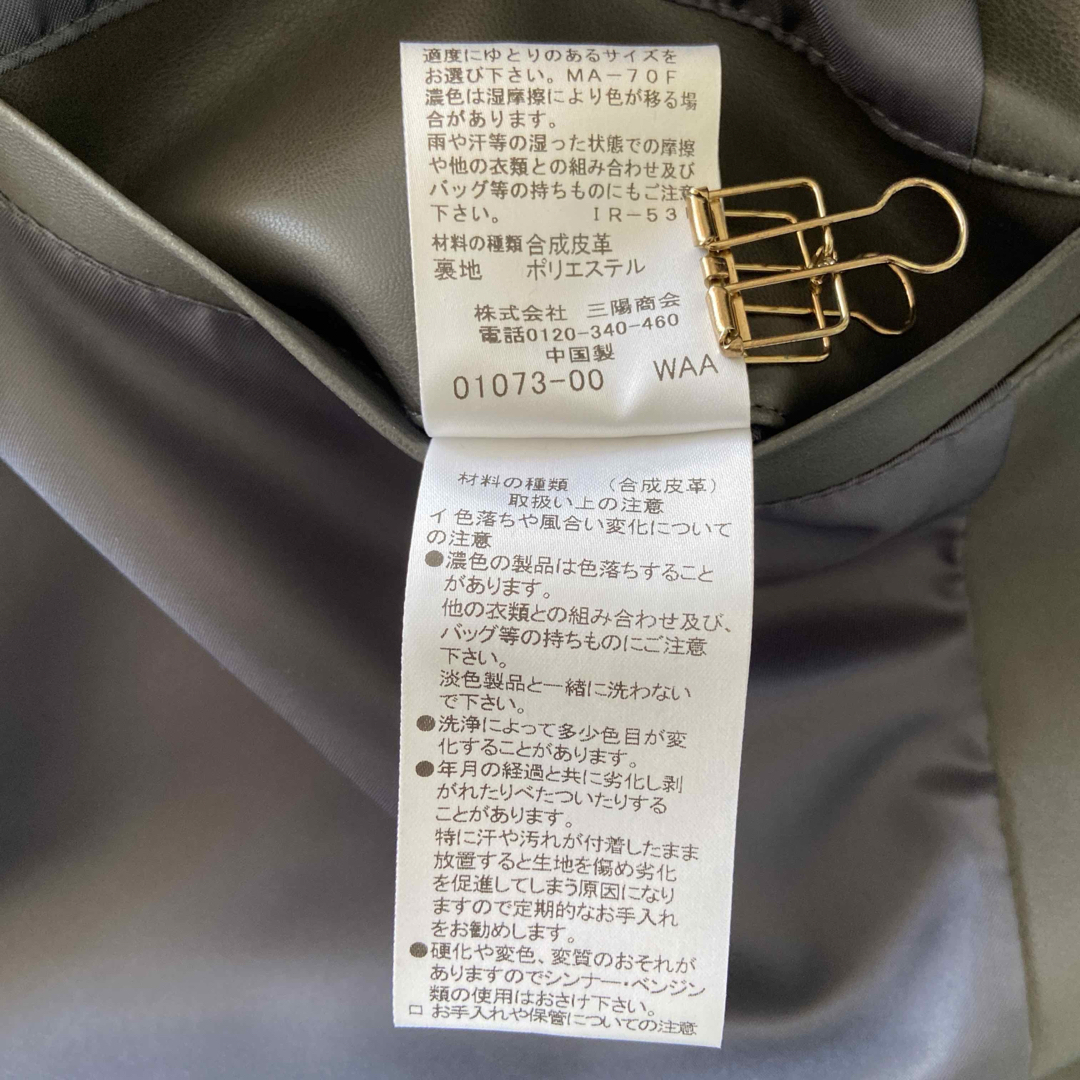 適度にゆとりのあるサイズを
お選び下さい。MA－70F
濃色は湿摩擦により色が移る場
合があります。
雨や汗等の湿った状態での摩擦
や他の衣類との組み合わせ及び
バッグ等の持ちものにもご注意
下さい。 IR－53
材料の種類 合成皮革
裏地 ポリエステル
株式会社 三陽商会
電話0120-340-460
中国製
01073-00 WAA
材料の種類 （合成皮革）
取扱い上の注意
イ 色落ちや風合い変化について
の注意
●濃色の製品は色落ちすること
があります。
他の衣類との組み合わせ及び、
バッグ等の持ちものにご注意
下さい。
淡色製品と一緒に洗わない
で下さい。
●洗浄によって多少色目が変
化することがあります。
●年月の経過と共に劣化し剥
がれたりべたついたりする
ことがあります。
特に汗や汚れが付着したまま
放置すると生地を傷め劣化
を促進してしまう原因になり
ますので定期的なお手入れ
をお勧めします。
●硬化や変色、変質のおそれが
ありますのでシンナー・ベンジン
類の使用はおさけ下さい。
ロ お手入れや保管についての注意